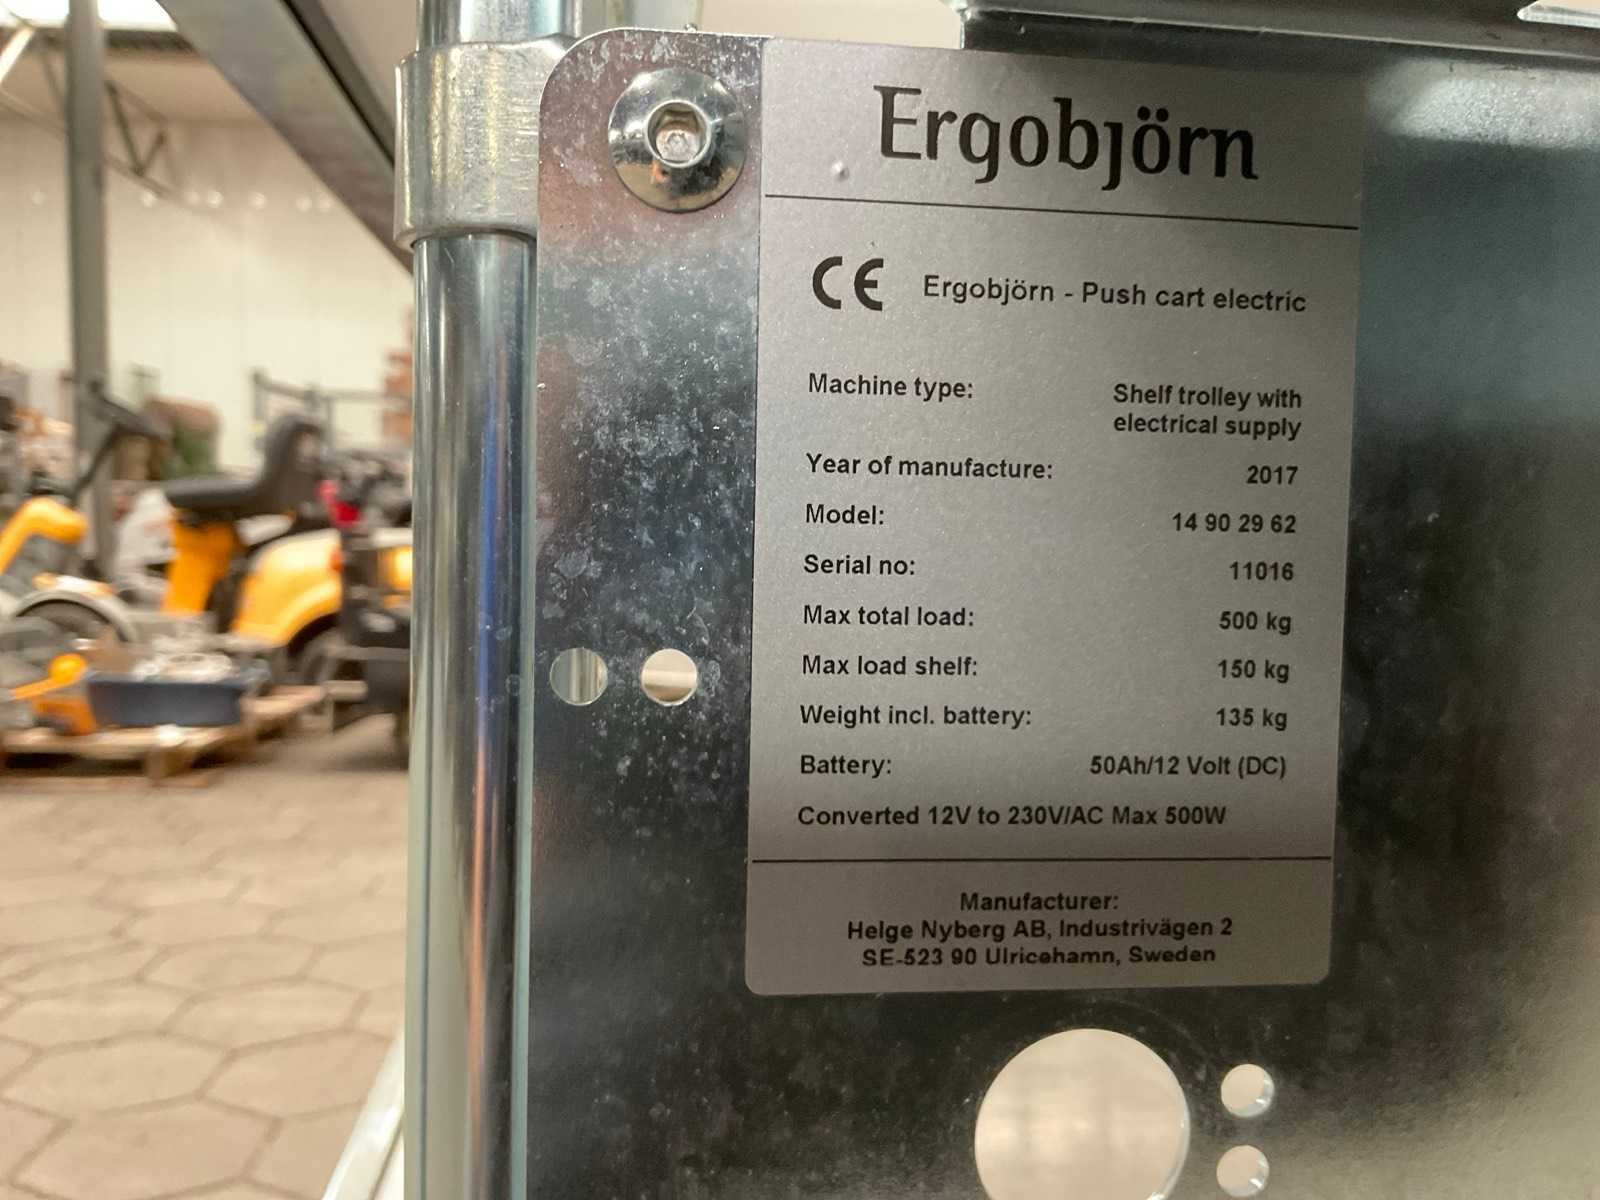 Ergobjörn
CE Ergobjörn - Push cart electric
Machine type: Shelf trolley with
electrical supply
Year of manufacture: 2017
Model: 14 90 29 62
Serial no: 11016
Max total load: 500 kg
Max load shelf: 150 kg
Weight incl. battery: 135 kg
Battery: 50Ah/12 Volt (DC)
Converted 12V to 230V/AC Max 500W
Manufacturer:
Helge Nyberg AB, Industrivägen 2
SE-523 90 Ulricehamn, Sweden